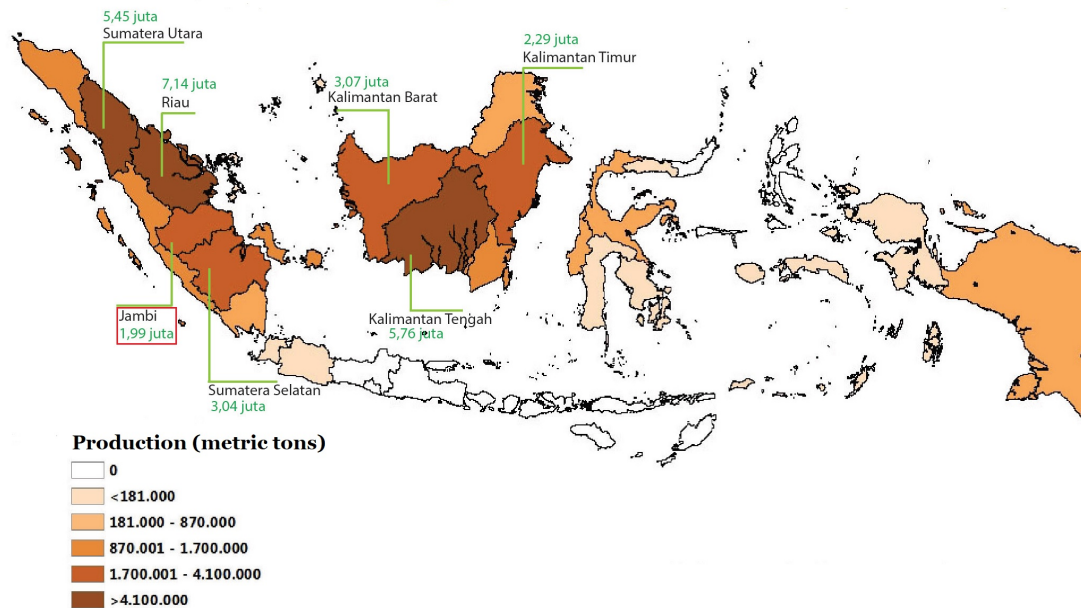 5,45 juta
Sumatera Utara
7,14 juta
Riau
3,07 juta
Kalimantan Barat
2,29 juta
Kalimantan Timur
Jambi
1,99 juta
Sumatera Selatan
3,04 juta
Kalimantan Tengah
5,76 juta
Production (metric tons)
0
<181.000
181.000 - 870.000
870.001 - 1.700.000
1.700.001 - 4.100.000
>4.100.000